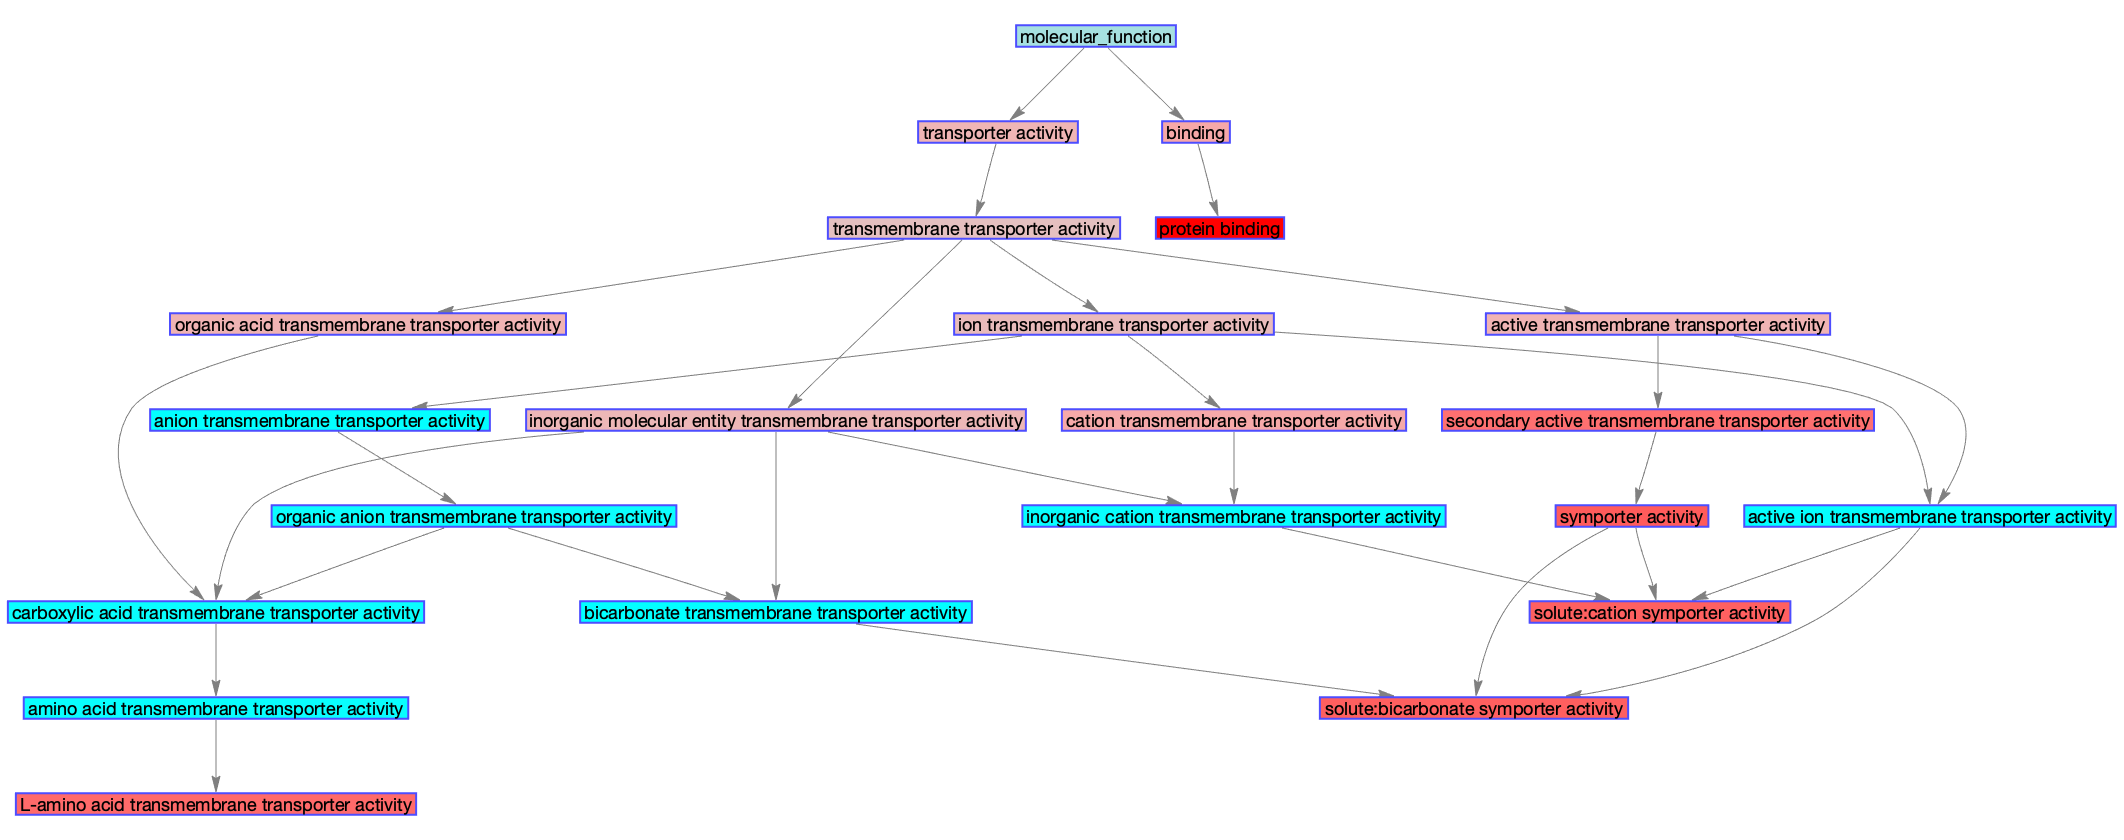 molecular_function
transporter activity
binding
transmembrane transporter activity
protein binding
organic acid transmembrane transporter activity
ion transmembrane transporter activity
active transmembrane transporter activity
anion transmembrane transporter activity
inorganic molecular entity transmembrane transporter activity
cation transmembrane transporter activity
secondary active transmembrane transporter activity
organic anion transmembrane transporter activity
inorganic cation transmembrane transporter activity
symporter activity
active ion transmembrane transporter activity
carboxylic acid transmembrane transporter activity
bicarbonate transmembrane transporter activity
solute:cation symporter activity
amino acid transmembrane transporter activity
solute:bicarbonate symporter activity
L-amino acid transmembrane transporter activity